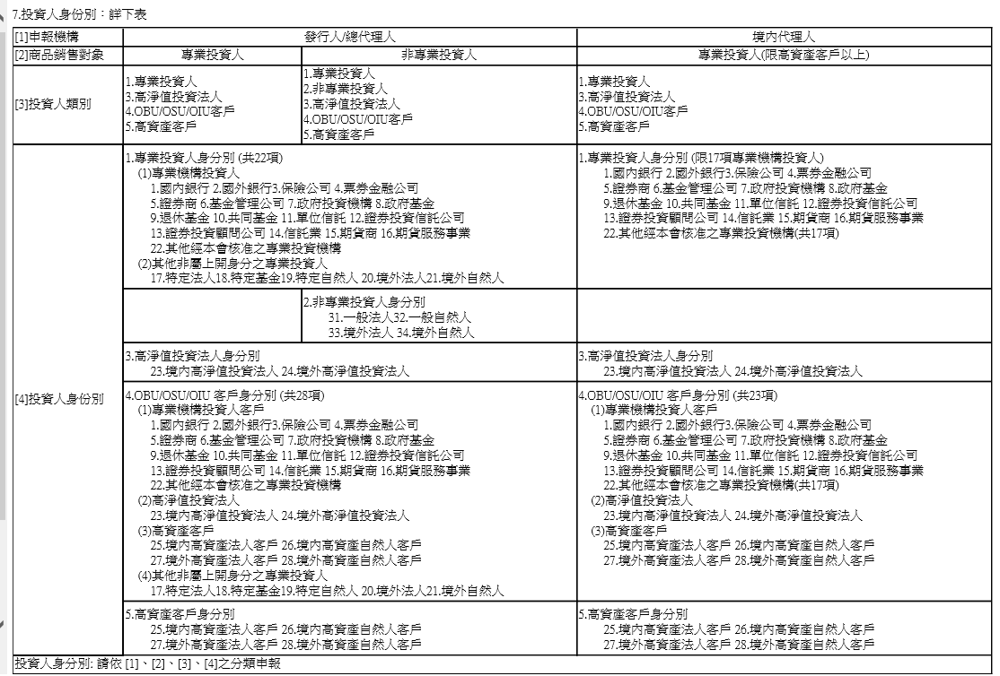 7.投資人身份別：詳下表
[1]申報機構 發行人/總代理人 境內代理人
[2]商品銷售對象 專業投資人 非專業投資人 專業投資人(限高資產客戶以上)
[3]投資人類別
1.專業投資人
3.高淨值投資法人
4.OBU/OSU/OIU客戶
5.高資產客戶
1.專業投資人
2.非專業投資人
3.高淨值投資法人
4.OBU/OSU/OIU客戶
5.高資產客戶
1.專業投資人
3.高淨值投資法人
4.OBU/OSU/OIU客戶
5.高資產客戶
[4]投資人身份別
1.專業投資人身分別 (共22項)
(1)專業機構投資人
1.國內銀行 2.國外銀行3.保險公司 4.票券金融公司
5.證券商 6.基金管理公司 7.政府投資機構 8.政府基金
9.退休基金 10.共同基金 11.單位信託 12.證券投資信託公司
13.證券投資顧問公司 14.信託業 15.期貨商 16.期貨服務事業
22.其他經本會核准之專業投資機構
(2)其他非屬上開身分之專業投資人
17.特定法人18.特定基金19.特定自然人 20.境外法人21.境外自然人
1.專業投資人身分別 (限17項專業機構投資人)
1.國內銀行 2.國外銀行3.保險公司 4.票券金融公司
5.證券商 6.基金管理公司 7.政府投資機構 8.政府基金
9.退休基金 10.共同基金 11.單位信託 12.證券投資信託公司
13.證券投資顧問公司 14.信託業 15.期貨商 16.期貨服務事業
22.其他經本會核准之專業投資機構(共17項)
2.非專業投資人身分別
31.一般法人32.一般自然人
33.境外法人 34.境外自然人
3.高淨值投資法人身分別
23.境內高淨值投資法人 24.境外高淨值投資法人
3.高淨值投資法人身分別
23.境內高淨值投資法人 24.境外高淨值投資法人
4.OBU/OSU/OIU 客戶身分別 (共28項)
(1)專業機構投資人客戶
1.國內銀行 2.國外銀行3.保險公司 4.票券金融公司
5.證券商 6.基金管理公司 7.政府投資機構 8.政府基金
9.退休基金 10.共同基金 11.單位信託 12.證券投資信託公司
13.證券投資顧問公司 14.信託業 15.期貨商 16.期貨服務事業
22.其他經本會核准之專業投資機構
(2)高淨值投資法人
23.境內高淨值投資法人 24.境外高淨值投資法人
(3)高資產客戶
25.境內高資產法人客戶 26.境內高資產自然人客戶
27.境外高資產法人客戶 28.境外高資產自然人客戶
(4)其他非屬上開身分之專業投資人
17.特定法人18.特定基金19.特定自然人 20.境外法人21.境外自然人
4.OBU/OSU/OIU 客戶身分別 (共23項)
(1)專業機構投資人客戶
1.國內銀行 2.國外銀行3.保險公司 4.票券金融公司
5.證券商 6.基金管理公司 7.政府投資機構 8.政府基金
9.退休基金 10.共同基金 11.單位信託 12.證券投資信託公司
13.證券投資顧問公司 14.信託業 15.期貨商 16.期貨服務事業
22.其他經本會核准之專業投資機構(共17項)
(2)高淨值投資法人
23.境內高淨值投資法人 24.境外高淨值投資法人
(3)高資產客戶
25.境內高資產法人客戶 26.境內高資產自然人客戶
27.境外高資產法人客戶 28.境外高資產自然人客戶
5.高資產客戶身分別
25.境內高資產法人客戶 26.境內高資產自然人客戶
27.境外高資產法人客戶 28.境外高資產自然人客戶
5.高資產客戶身分別
25.境內高資產法人客戶 26.境內高資產自然人客戶
27.境外高資產法人客戶 28.境外高資產自然人客戶
投資人身分別: 請依 [1]、[2]、[3]、[4]之分類申報